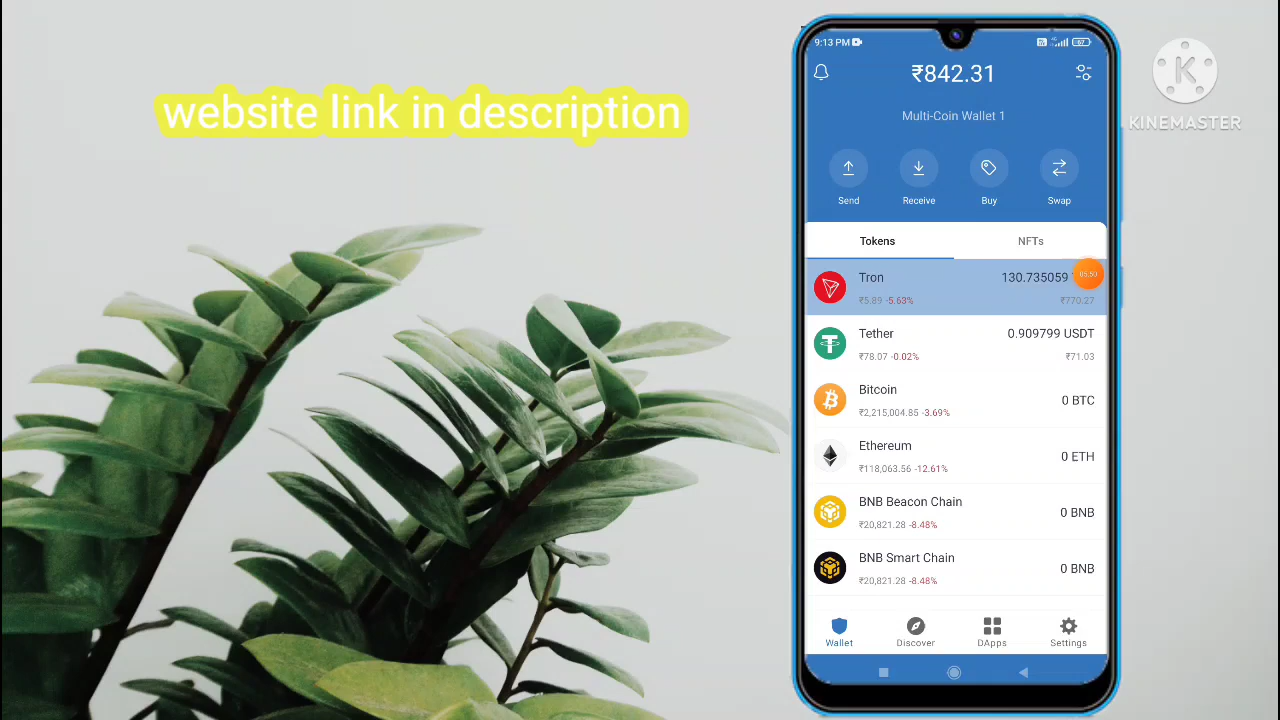 website link in description
KINEMASTER
9:13 PM
4G
67
₹842.31
Multi-Coin Wallet 1
Send Receive Buy Swap
Tokens NFTs
Tron 130.735059
₹5.89 -5.63% ₹770.27
05:50
Tether 0.909799 USDT
₹78.07 -0.02% ₹71.03
Bitcoin
₹2,215,004.85 -3.69% 0 BTC
Ethereum
₹118,063.56 -12.61% 0 ETH
BNB Beacon Chain
₹20,821.28 -8.48% 0 BNB
BNB Smart Chain
₹20,821.28 -8.48% 0 BNB
Wallet Discover DApps Settings